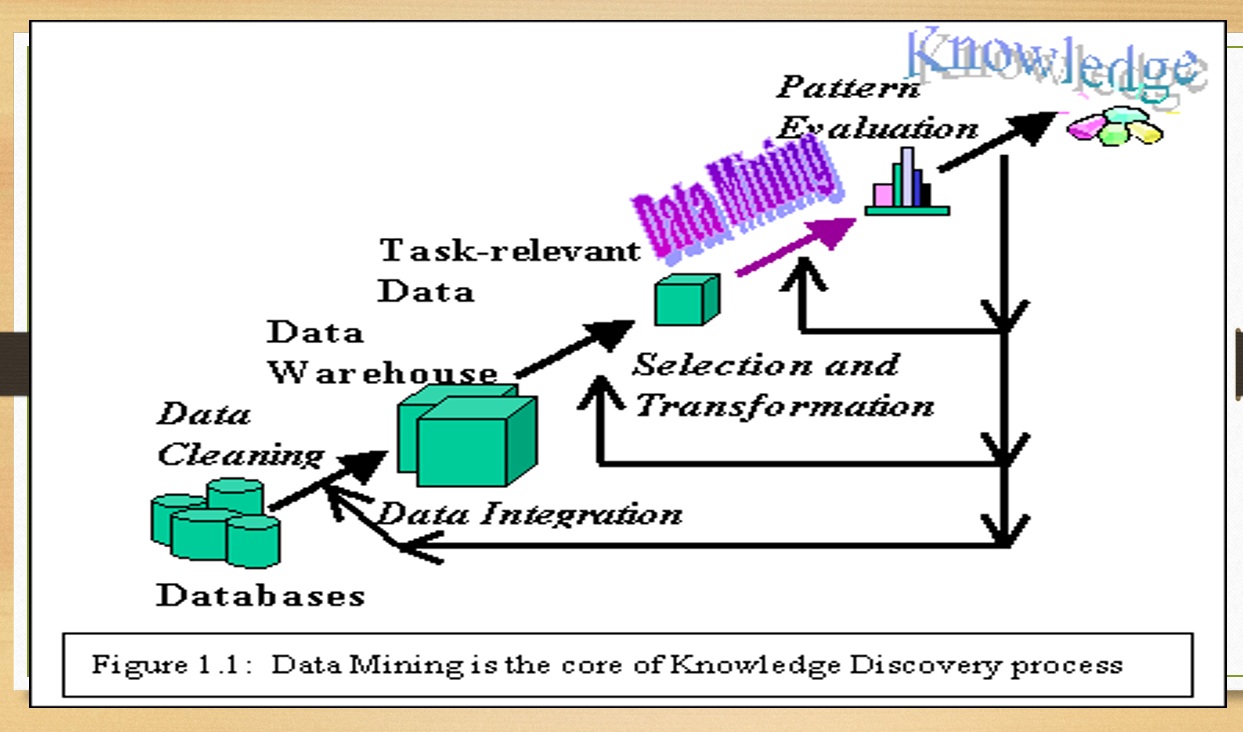 Knowledge
Pattern
Evaluation
Data Mining
Task-relevant
Data
Data
Warehouse
Selection and
Transformation
Data
Cleaning
Data Integration
Databases
Figure 1.1: Data Mining is the core of Knowledge Discovery process